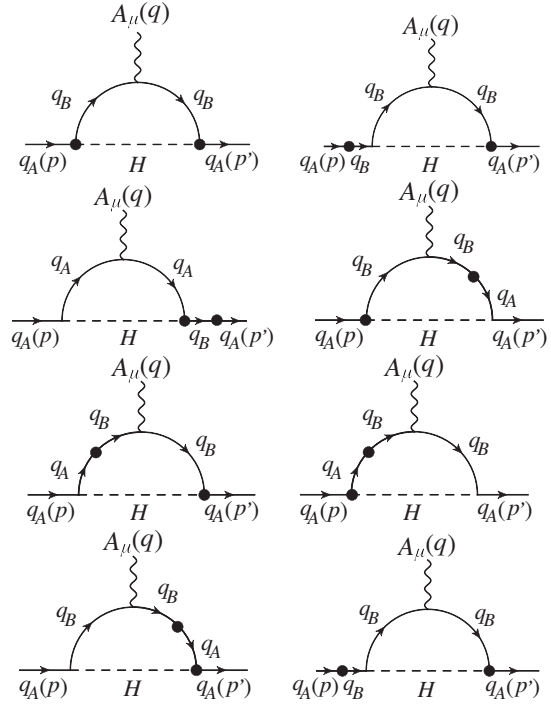 A_μ(q) A_μ(q)
q_B q_B q_B q_B
q_A(p) H q_A(p') q_A(p) q_B H q_A(p')
A_μ(q) A_μ(q)
q_A q_A q_B q_B
q_A
q_A(p) H q_B q_A(p') q_A(p) H q_A(p')
A_μ(q) A_μ(q)
q_B q_B q_B q_B
q_A q_A
q_A(p) H q_A(p') q_A(p) H q_A(p')
A_μ(q) A_μ(q)
q_B q_B q_B q_B
q_A
q_A(p) H q_A(p') q_A(p) q_B H q_A(p')